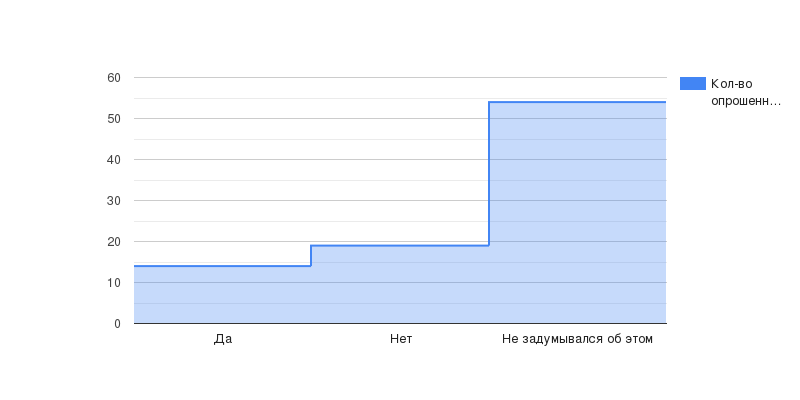 60
50
40
30
20
10
0
Да
Нет
Не задумывался об этом
Кол-во
опрошенн…